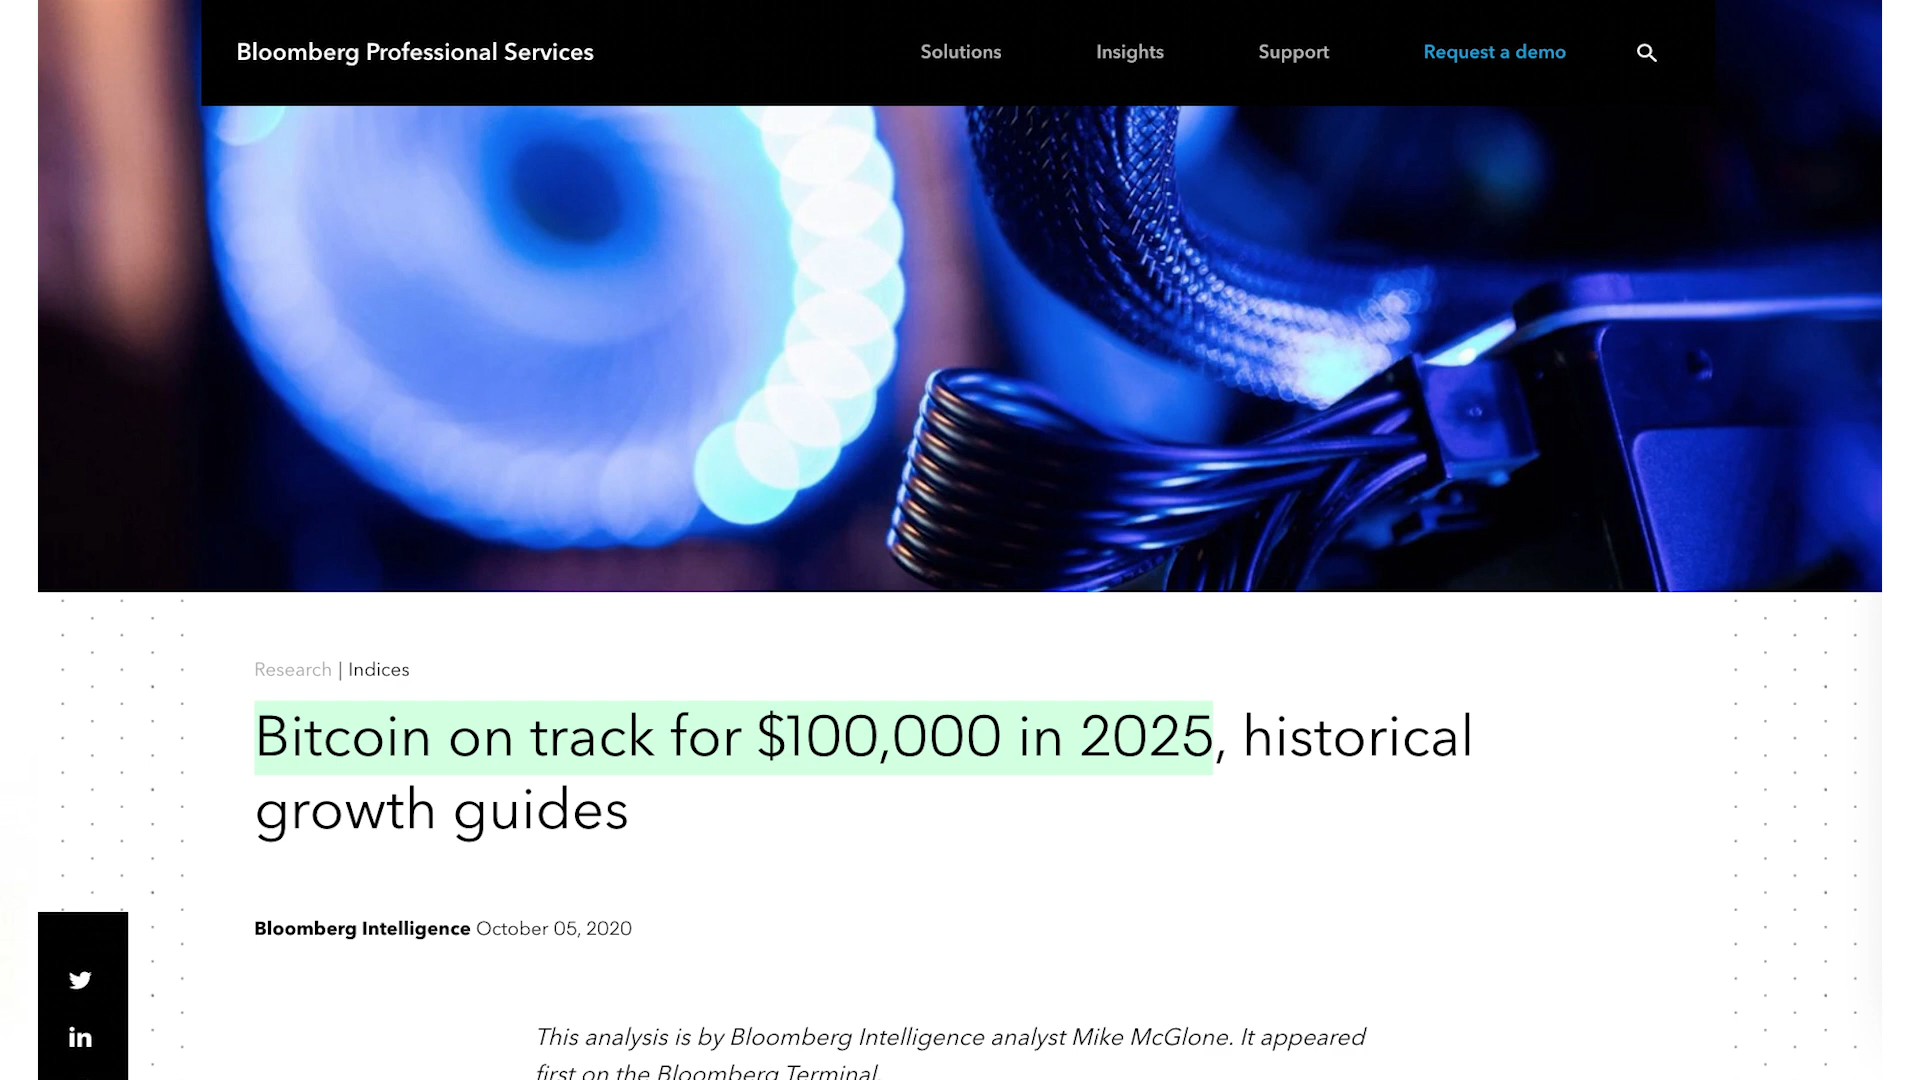 Bloomberg Professional Services
Solutions
Insights
Support
Request a demo
Research | Indices
Bitcoin on track for $100,000 in 2025, historical
growth guides
Bloomberg Intelligence October 05, 2020
in
This analysis is by Bloomberg Intelligence analyst Mike McGlone. It appeared
first on the Bloomberg Terminal.